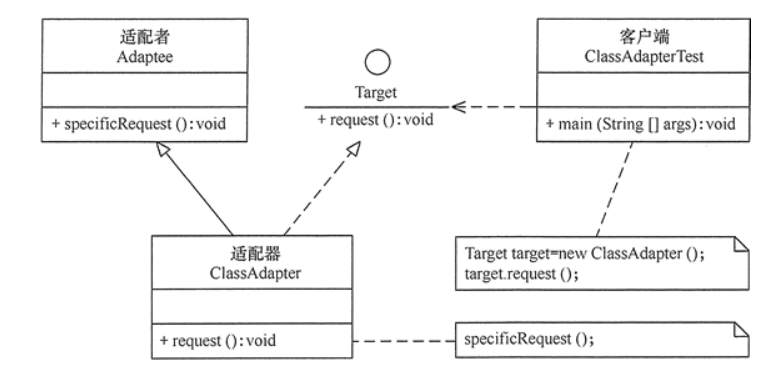 适配者
Adaptee
+ specificRequest ():void
Target
+ request ():void
客户端
ClassAdapterTest
+ main (String [] args):void
适配器
ClassAdapter
+ request ():void
Target target=new ClassAdapter ();
target.request ();
specificRequest ();